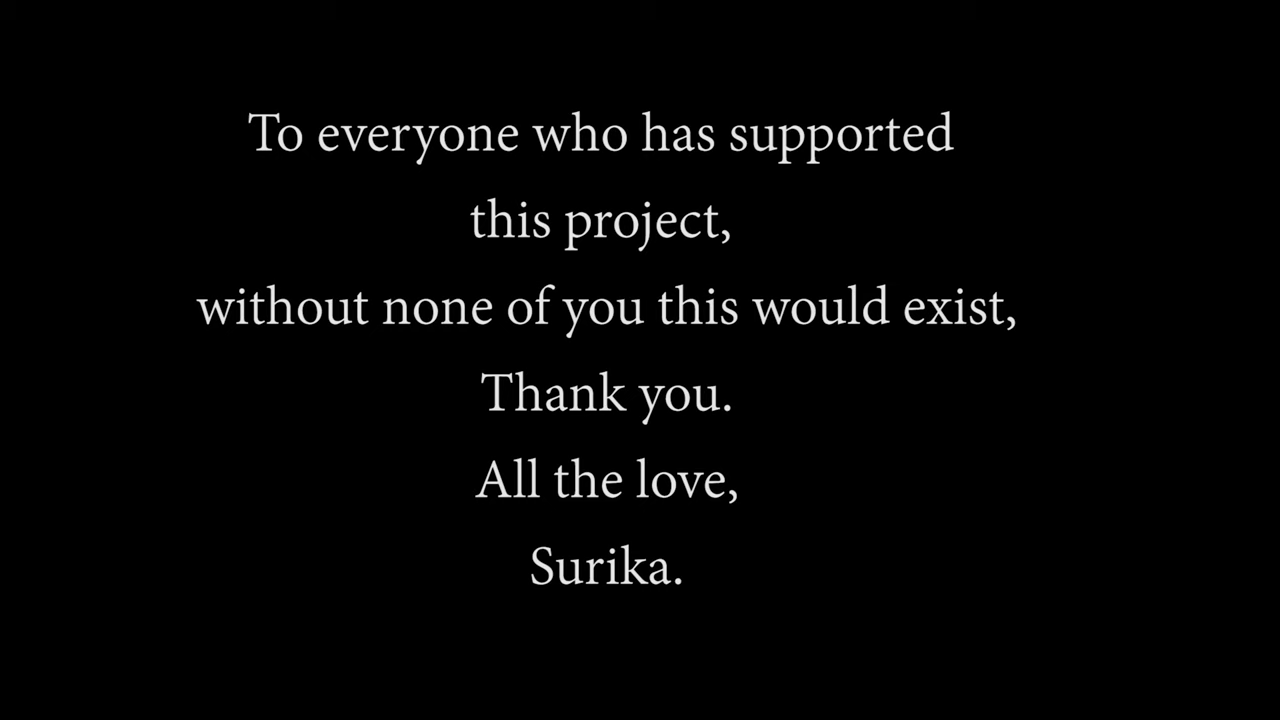 To everyone who has supported
this project,
without none of you this would exist,
Thank you.
All the love,
Surika.